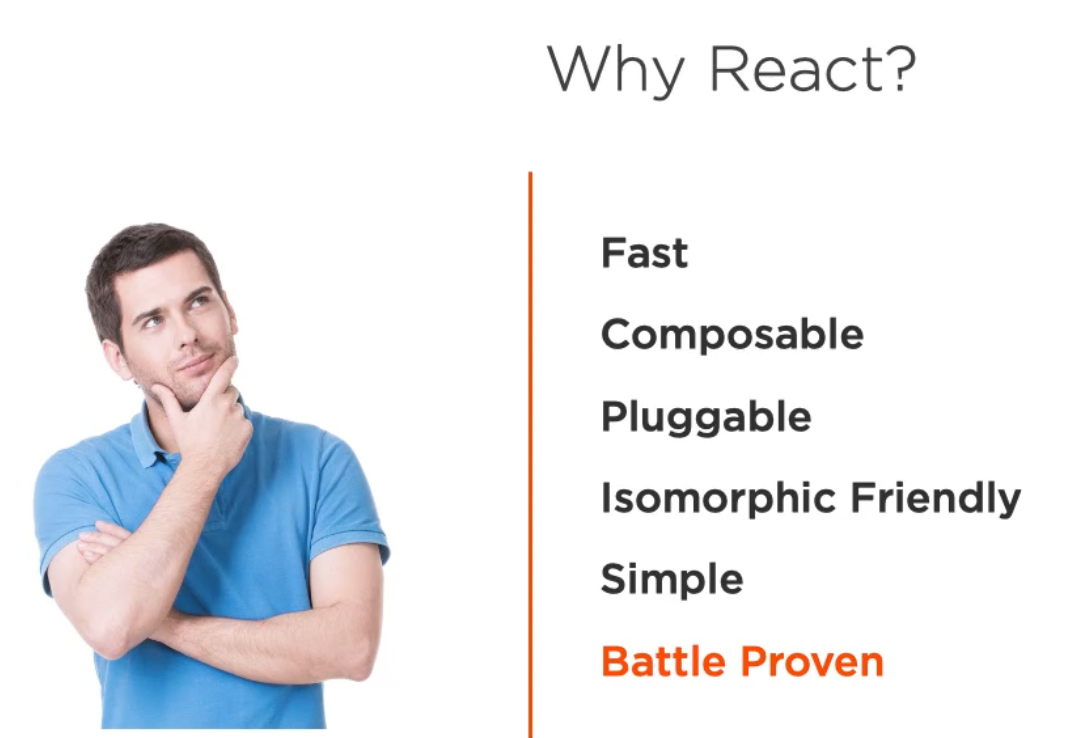 Why React?
Fast
Composable
Pluggable
Isomorphic Friendly
Simple
Battle Proven